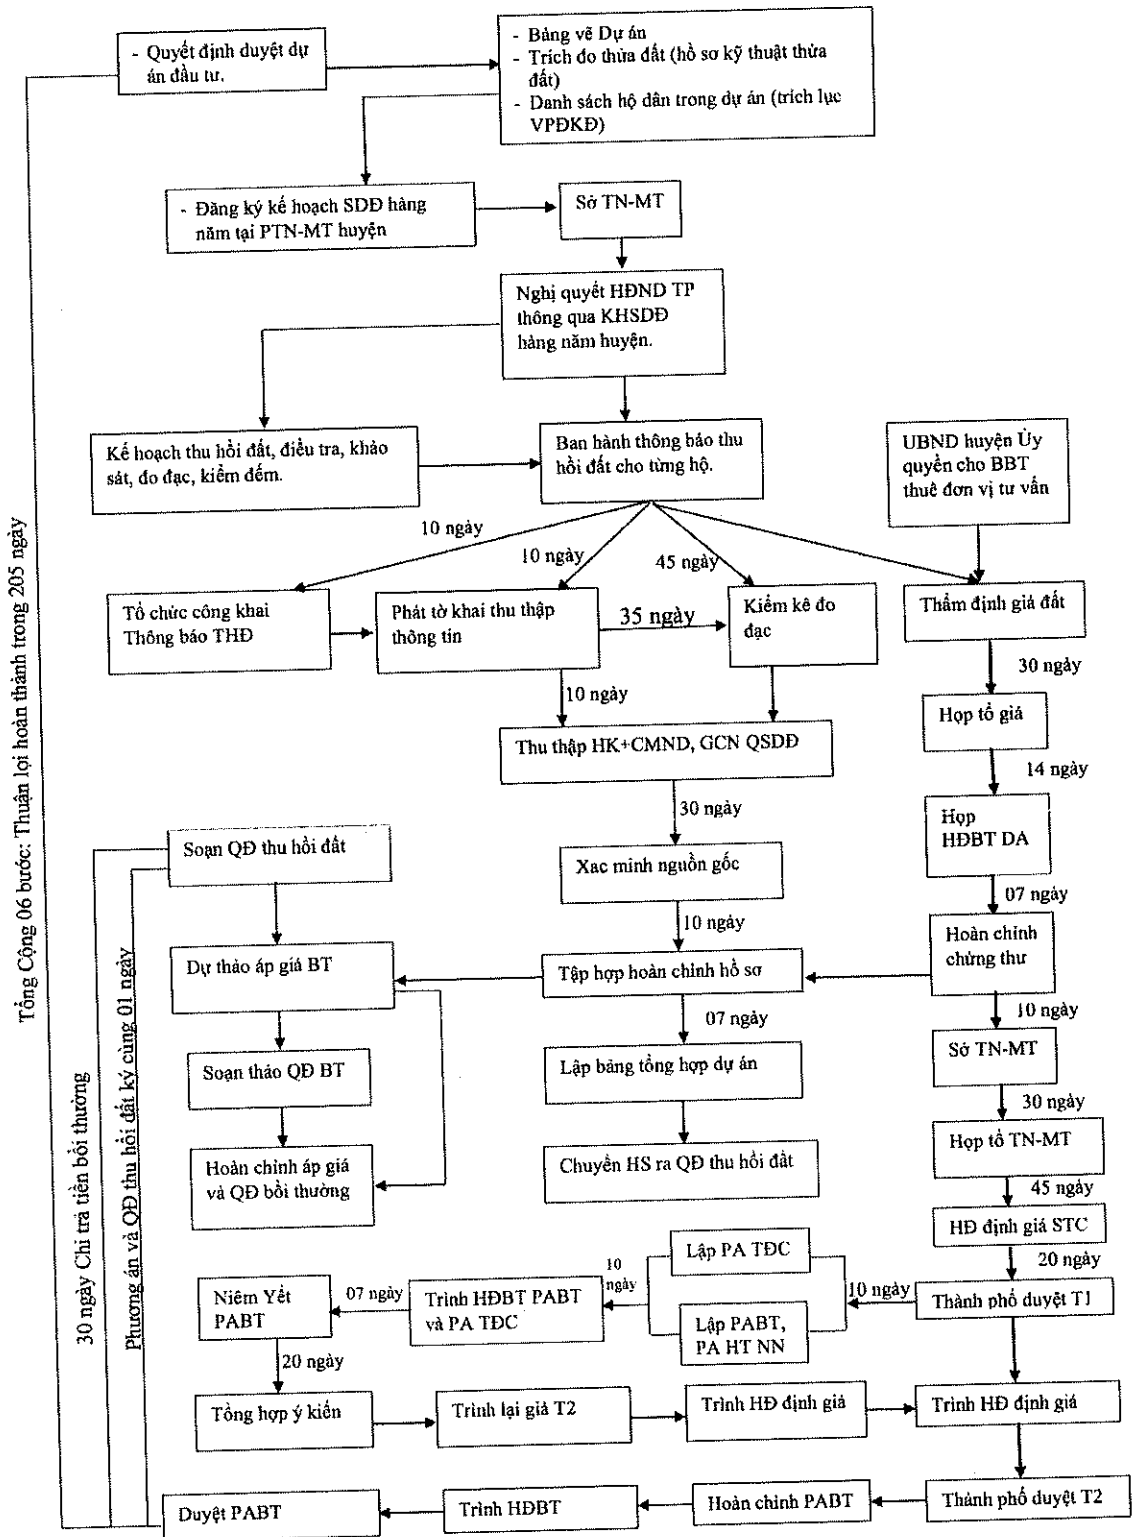 - Quyết định duyệt dự
án đầu tư.
- Bảng vẽ Dự án
- Trích đo thửa đất (hồ sơ kỹ thuật thửa
đất)
- Danh sách hộ dân trong dự án (trích lục
VPĐKĐ)
- Đăng ký kế hoạch SDĐ hàng
năm tại PTN-MT huyện
Sở TN-MT
Nghị quyết HĐND TP
thông qua KHSDĐ
hàng năm huyện.
Kế hoạch thu hồi đất, điều tra, khảo
sát, đo đạc, kiểm đếm.
Ban hành thông báo thu
hồi đất cho từng hộ.
UBND huyện Ủy
quyền cho BBT
thuê đơn vị tư vấn
10 ngày
10 ngày
45 ngày
Tổ chức công khai
Thông báo THĐ
Phát tờ khai thu thập
thông tin
35 ngày
Kiểm kê đo
đạc
Thẩm định giá đất
10 ngày
30 ngày
Thu thập HK+CMND, GCN QSDĐ
Họp tổ giá
30 ngày
14 ngày
Soạn QĐ thu hồi đất
Xac minh nguồn gốc
Họp
HĐBT DA
10 ngày
07 ngày
Dự thảo áp giá BT
Tập hợp hoàn chỉnh hồ sơ
Hoàn chỉnh
chứng thư
07 ngày
10 ngày
Soạn thảo QĐ BT
Lập bảng tổng hợp dự án
Sở TN-MT
30 ngày
Hoàn chỉnh áp giá
và QĐ bồi thường
Chuyển HS ra QĐ thu hồi đất
Họp tổ TN-MT
45 ngày
HĐ định giá STC
20 ngày
Lập PA TĐC
Niêm Yết
PABT
07 ngày
Trình HĐBT PABT
và PA TĐC
10
ngày
Lập PABT,
PA HT NN
10 ngày
Thành phố duyệt T1
20 ngày
Tổng hợp ý kiến
Trình lại giá T2
Trình HĐ định giá
Trình HĐ định giá
Duyệt PABT
Trình HĐBT
Hoàn chỉnh PABT
Thành phố duyệt T2
Tổng Cộng 06 bước: Thuận lợi hoàn thành trong 205 ngày
30 ngày Chi trả tiền bồi thường
Phương án và QĐ thu hồi đất ký cùng 01 ngày